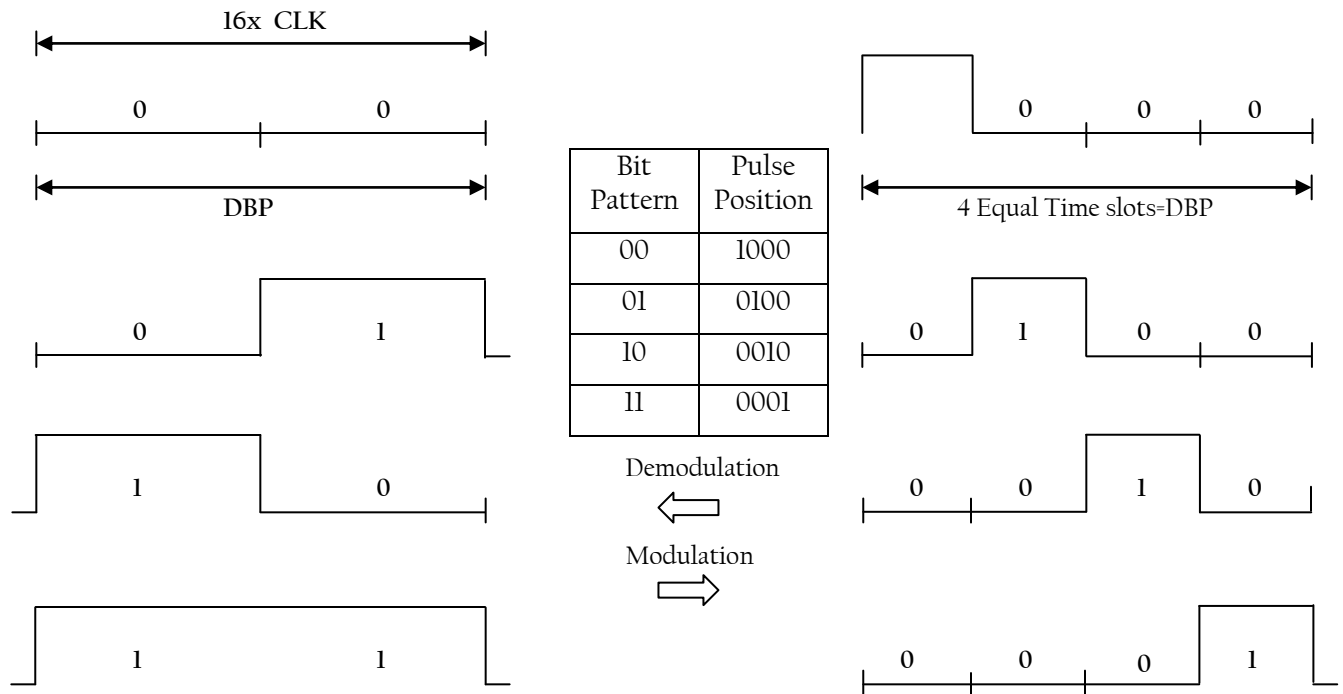 16x CLK
0 0
DBP
0 1
1 0
1 1
Bit Pattern Pulse Position
00 1000
01 0100
10 0010
11 0001
Demodulation
Modulation
0 0 0
4 Equal Time slots=DBP
0 1 0 0
0 0 1 0
0 0 0 1